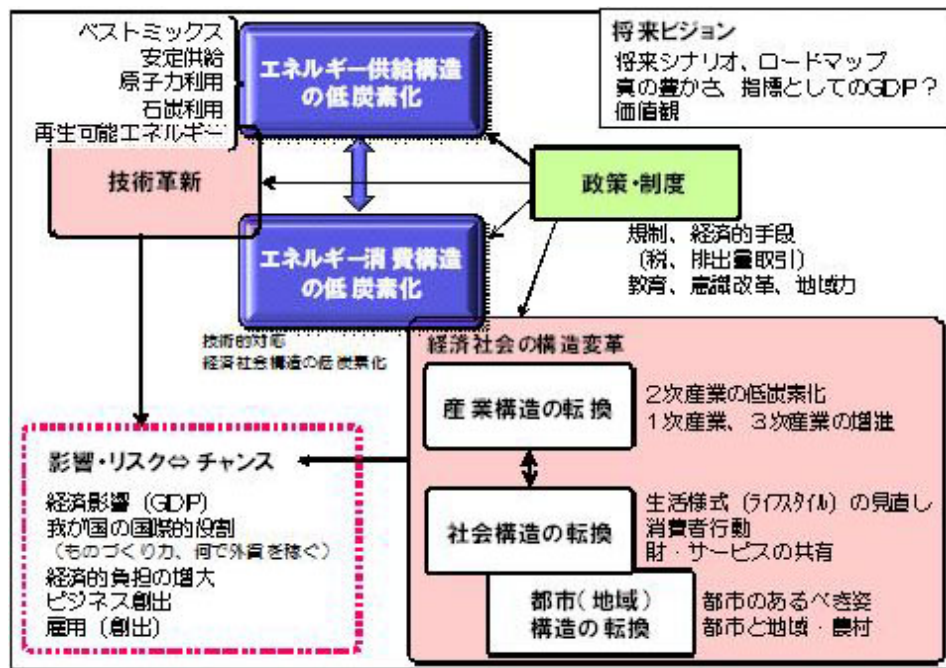 ベストミックス
安定供給
原子力利用
石炭利用
再生可能エネルギー
エネルギー供給構造
の低炭素化
将来ビジョン
将来シナリオ、ロードマップ
真の豊かさ、指標としてのGDP?
価値観
技術革新
政策・制度
規制、経済的手段
(税、排出量取引)
教育、意識改革、地域力
エネルギー消費構造
の低炭素化
技術的対応
経済社会構造の低炭素化
経済社会の構造変革
産業構造の転換
2次産業の低炭素化
1次産業、3次産業の増進
社会構造の転換
生活様式(ライフスタイル)の見直し
消費者行動
財・サービスの共有
都市(地域)
構造の転換
都市のあるべき姿
都市と地域・農村
影響・リスク⇔チャンス
経済影響(GDP)
我が国の国際的役割
(ものづくり力、何で外貨を稼ぐ)
経済的負担の増大
ビジネス創出
雇用(創出)